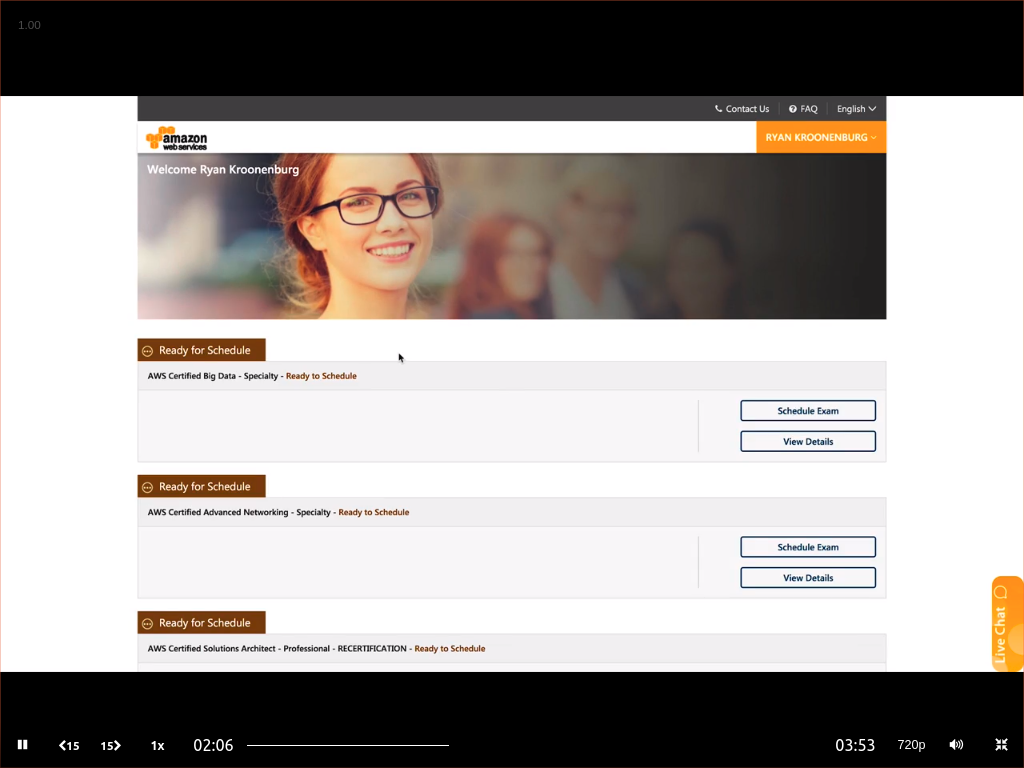 1.00
Contact Us
FAQ
English
amazon
web services
RYAN KROONENBURG
Welcome Ryan Kroonenburg
Ready for Schedule
AWS Certified Big Data - Specialty - Ready to Schedule
Schedule Exam
View Details
Ready for Schedule
AWS Certified Advanced Networking - Specialty - Ready to Schedule
Schedule Exam
View Details
Ready for Schedule
AWS Certified Solutions Architect - Professional - RECERTIFICATION - Ready to Schedule
Live Chat
15
15
1x
02:06
03:53
720p